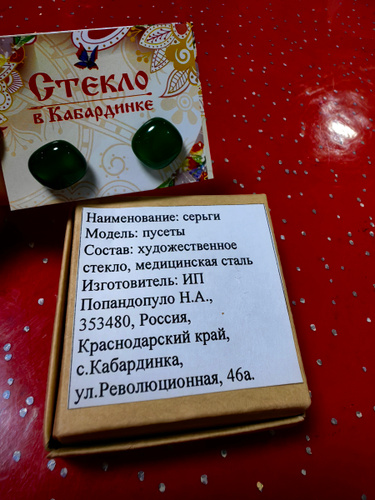 Стекло
в Кабардинке
Наименование: серьги
Модель: пусеты
Состав: художественное
стекло, медицинская сталь
Изготовитель: ИП
Попандопуло Н.А.,
353480, Россия,
Краснодарский край,
с.Кабардинка,
ул.Революционная, 46а.